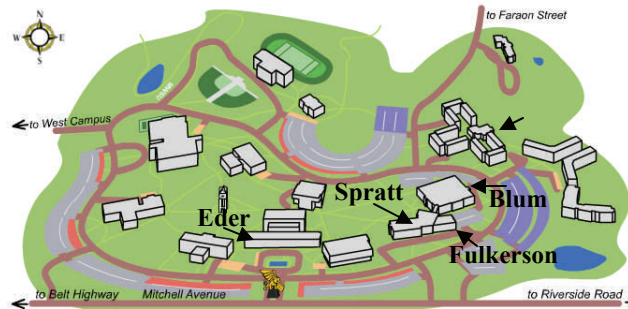 N
W E
S
to Faraon Street
to West Campus
Spratt
Blum
Eder
Fulkerson
to Belt Highway
Mitchell Avenue
to Riverside Road